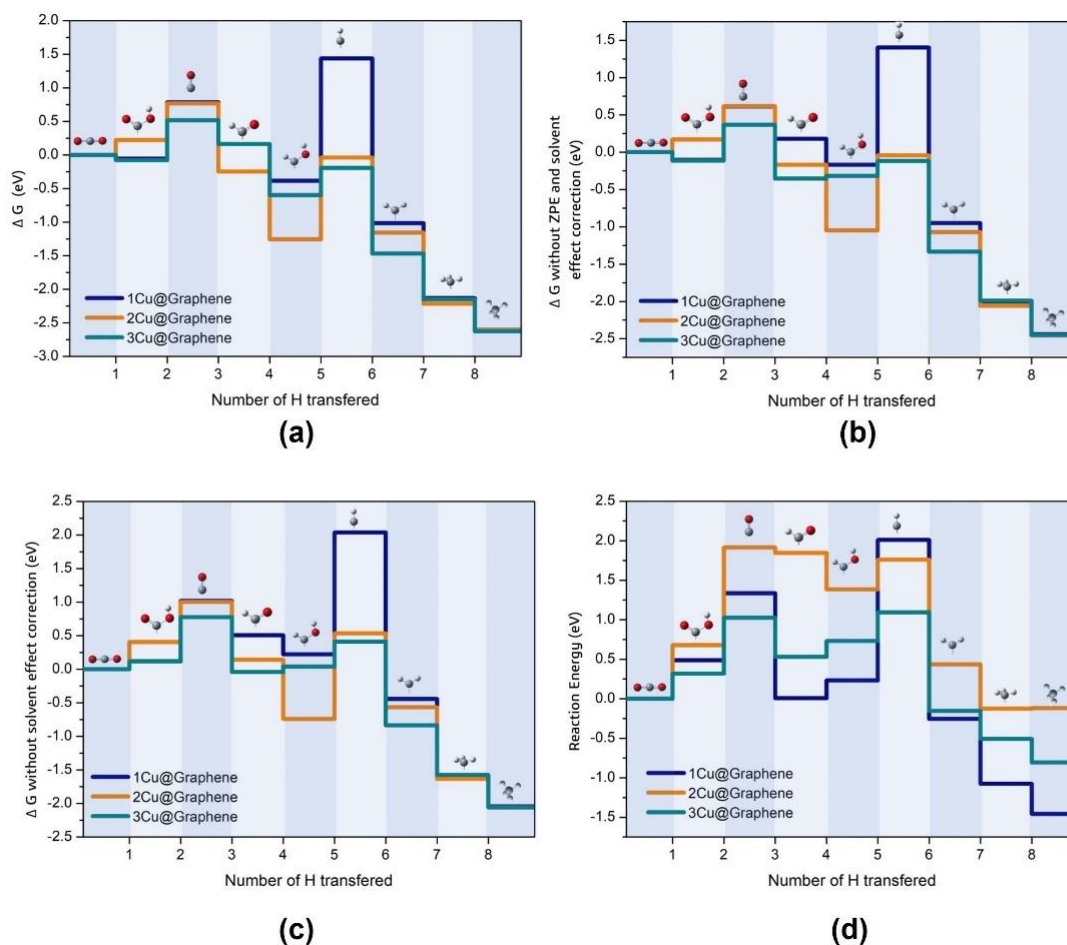 2.0
1.5
1.0
0.5
0.0
-0.5
-1.0
-1.5
-2.0
-2.5
-3.0
Δ G (eV)
1Cu@Graphene
2Cu@Graphene
3Cu@Graphene
1 2 3 4 5 6 7 8
Number of H transfered
(a)
1.5
1.0
0.5
0.0
-0.5
-1.0
-1.5
-2.0
-2.5
Δ G without ZPE and solvent
effect correction (eV)
1Cu@Graphene
2Cu@Graphene
3Cu@Graphene
1 2 3 4 5 6 7 8
Number of H transfered
(b)
2.5
2.0
1.5
1.0
0.5
0.0
-0.5
-1.0
-1.5
-2.0
-2.5
Δ G without solvent effect correction (eV)
1Cu@Graphene
2Cu@Graphene
3Cu@Graphene
1 2 3 4 5 6 7 8
Number of H transfered
(c)
2.5
2.0
1.5
1.0
0.5
0.0
-0.5
-1.0
-1.5
Reaction Energy (eV)
1Cu@Graphene
2Cu@Graphene
3Cu@Graphene
1 2 3 4 5 6 7 8
Number of H transfered
(d)